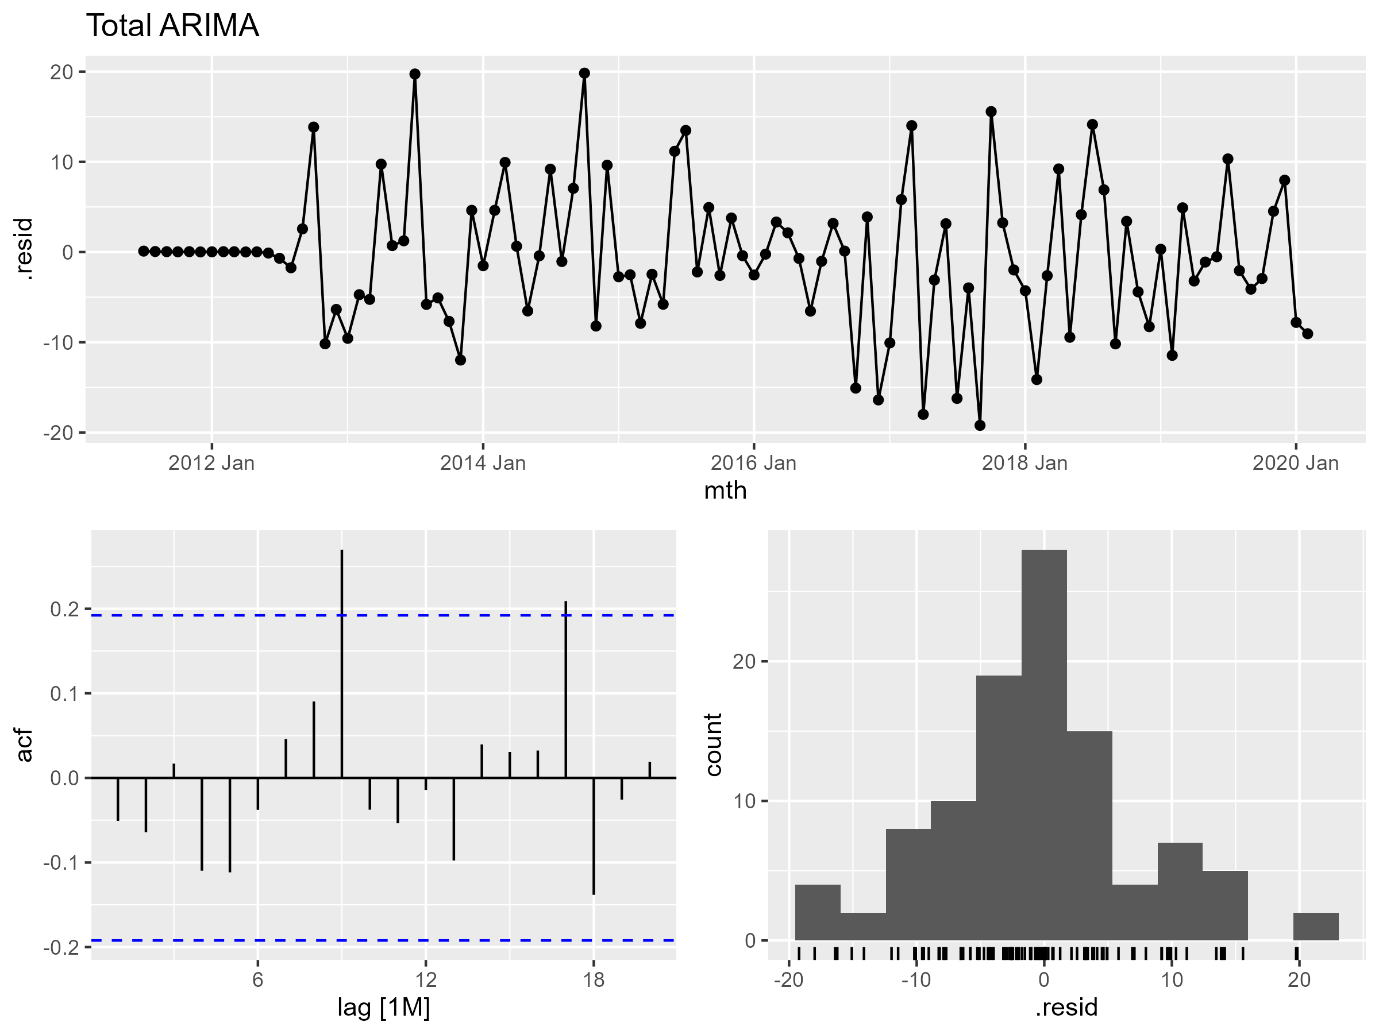 Total ARIMA
20
10
0
-10
-20
.resid
2012 Jan
2014 Jan
2016 Jan
2018 Jan
2020 Jan
mth
0.2
0.1
0.0
-0.1
-0.2
acf
6
12
18
lag [1M]
20
10
0
count
-20
-10
0
10
20
.resid